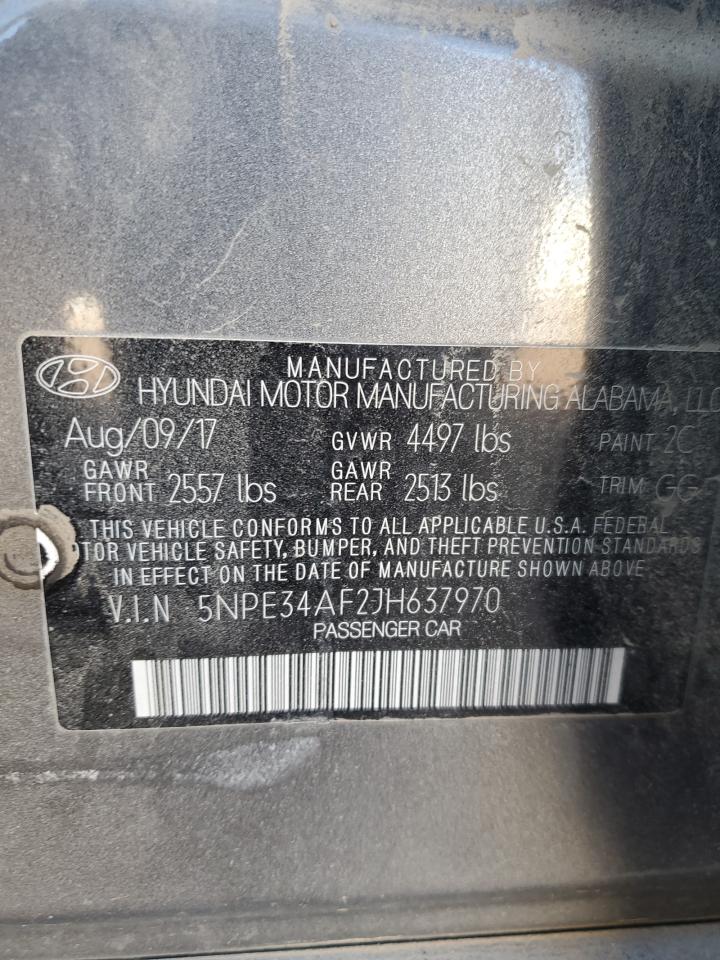 MANUFACTURED BY
HYUNDAI MOTOR MANUFACTURING ALABAMA, LLC
Aug/09/17 GVWR 4497 lbs PAINT 2C
GAWR FRONT 2557 lbs GAWR REAR 2513 lbs TRIM GG
THIS VEHICLE CONFORMS TO ALL APPLICABLE U.S.A. FEDERAL
TOR VEHICLE SAFETY, BUMPER, AND THEFT PREVENTION STANDARDS
IN EFFECT ON THE DATE OF MANUFACTURE SHOWN ABOVE
V.I.N 5NPE34AF2JH637970
PASSENGER CAR